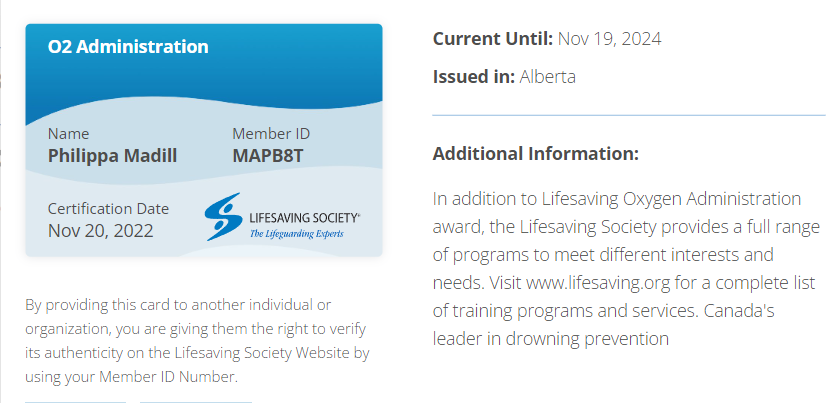 O2 Administration
Name
Philippa Madill
Member ID
MAPB8T
Certification Date
Nov 20, 2022
LIFESAVING SOCIETY®
The Lifeguarding Experts
By providing this card to another individual or
organization, you are giving them the right to verify
its authenticity on the Lifesaving Society Website by
using your Member ID Number.
Current Until: Nov 19, 2024
Issued in: Alberta
Additional Information:
In addition to Lifesaving Oxygen Administration
award, the Lifesaving Society provides a full range
of programs to meet different interests and
needs. Visit www.lifesaving.org for a complete list
of training programs and services. Canada's
leader in drowning prevention